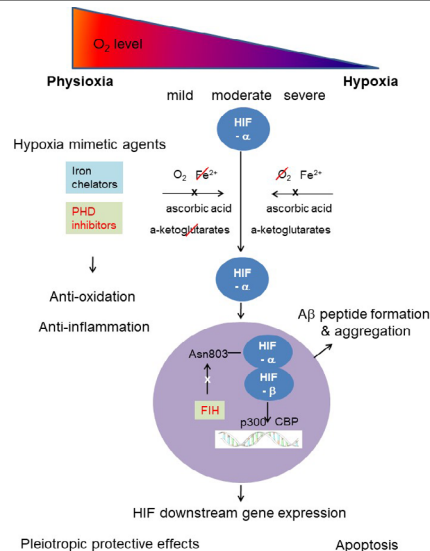 O₂ level
Physioxia
Hypoxia
mild moderate severe
HIF
- α
Hypoxia mimetic agents
Iron
chelators
PHD
inhibitors
O₂ Fe²⁺
x
ascorbic acid
a-ketoglutarates
O₂ Fe²⁺
x
ascorbic acid
a-ketoglutarates
Anti-oxidation
Anti-inflammation
HIF
- α
Aβ peptide formation
& aggregation
Asn803
HIF
- α
HIF
- β
x
FIH
p300 CBP
HIF downstream gene expression
Pleiotropic protective effects
Apoptosis